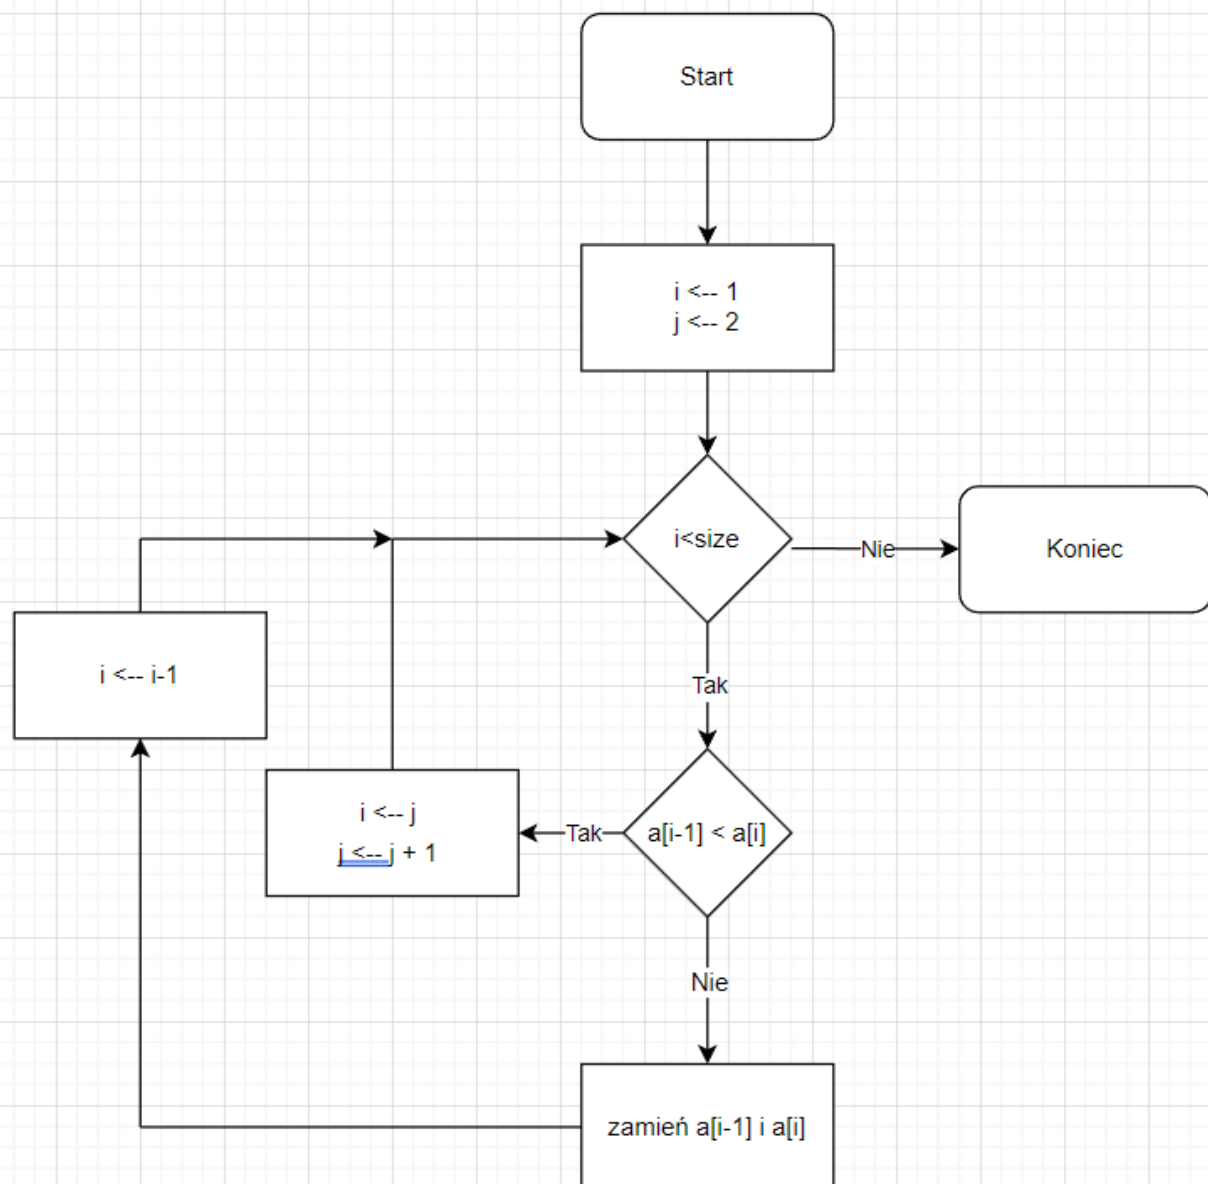 Start
i <-- 1
j <-- 2
i<size
Nie
Koniec
i <-- i-1
Tak
i <-- j
j <-- j + 1
Tak
a[i-1] < a[i]
Nie
zamień a[i-1] i a[i]